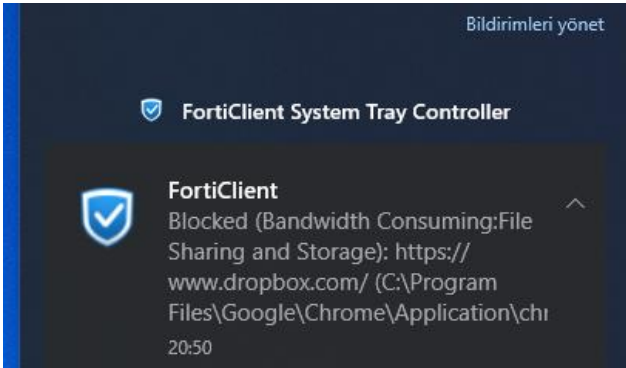 Bildirimleri yönet
FortiClient System Tray Controller
FortiClient
Blocked (Bandwidth Consuming:File
Sharing and Storage): https://
www.dropbox.com/ (C:\Program
Files\Google\Chrome\Application\chr
20:50